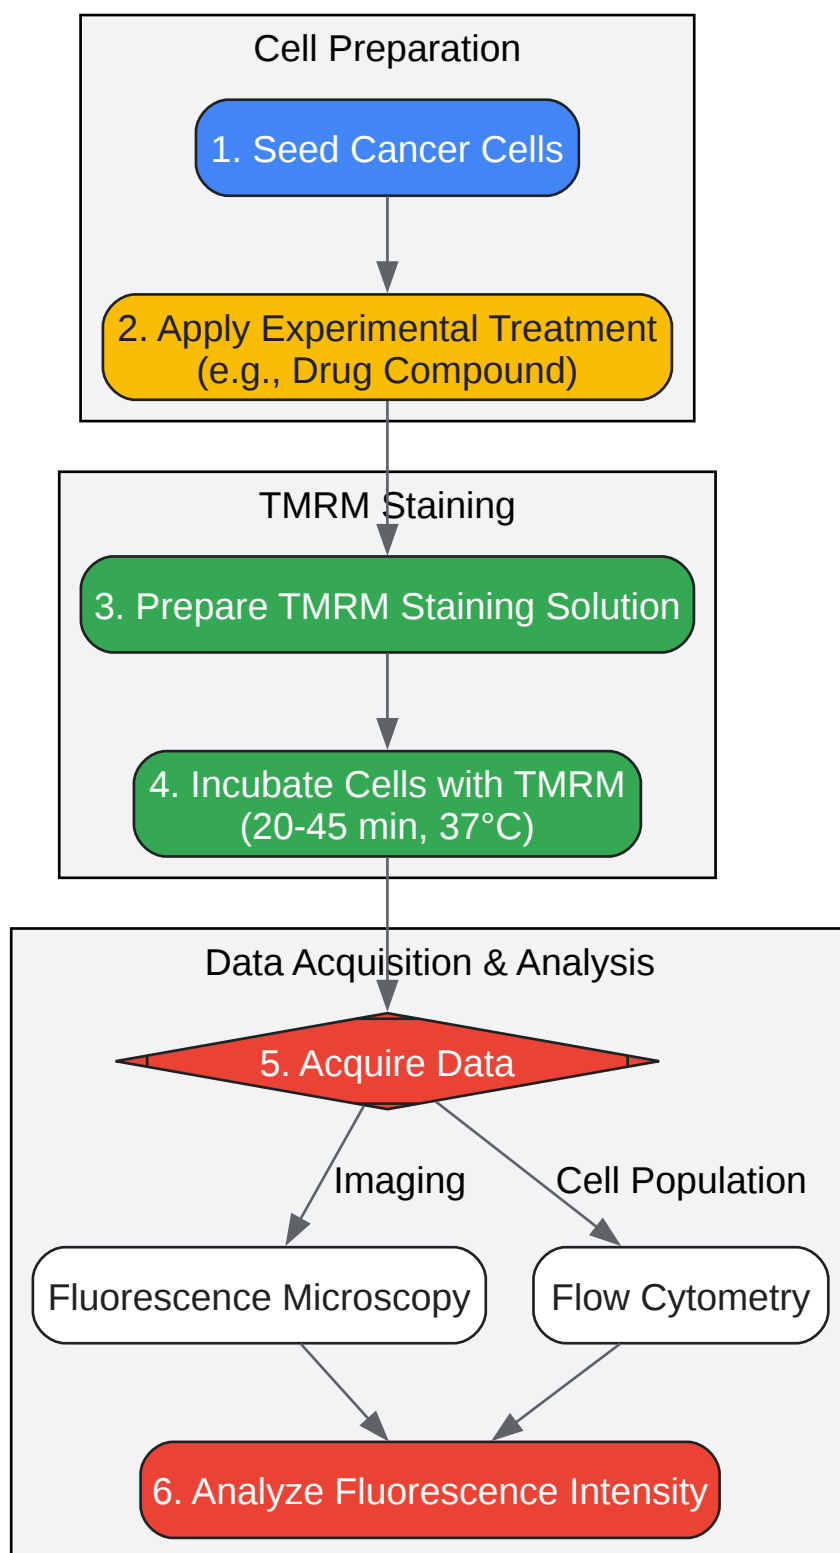 Cell Preparation
1. Seed Cancer Cells
2. Apply Experimental Treatment
(e.g., Drug Compound)
TMRM Staining
3. Prepare TMRM Staining Solution
4. Incubate Cells with TMRM
(20-45 min, 37°C)
Data Acquisition & Analysis
5. Acquire Data
Imaging
Cell Population
Fluorescence Microscopy
Flow Cytometry
6. Analyze Fluorescence Intensity